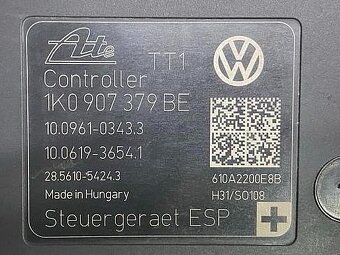 Ate TT1
Controller
1K0 907 379 BE
10.0961-0343.3
10.0619-3654.1
28.5610-5424.3
Made in Hungary
610A2200E8B
H31/SO108
Steuergeraet ESP